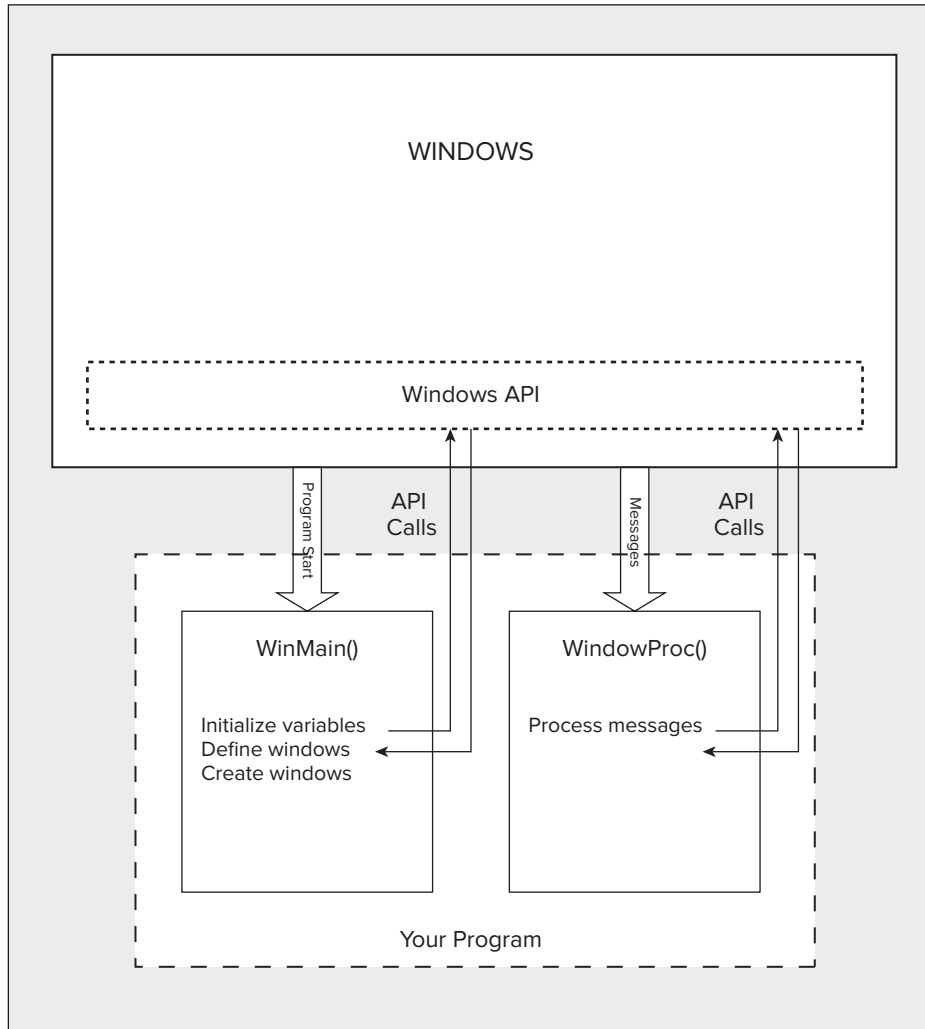 WINDOWS
Windows API
Program Start
API
Calls
Messages
API
Calls
WinMain()
Initialize variables
Define windows
Create windows
WindowProc()
Process messages
Your Program